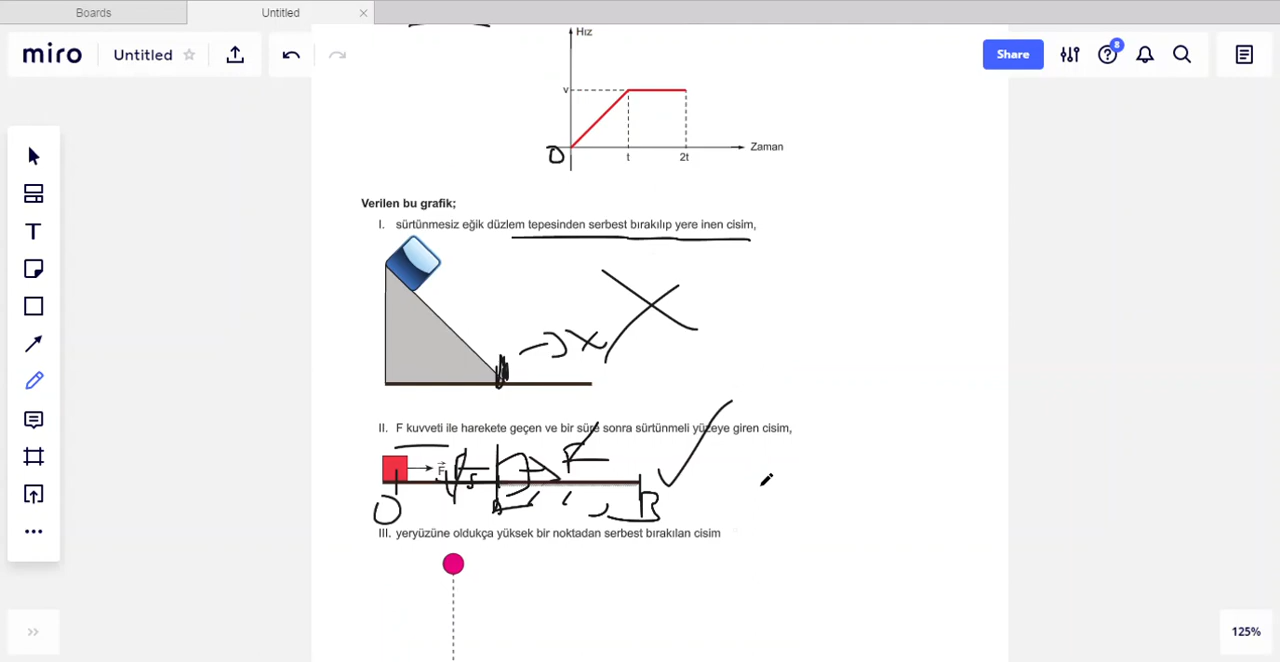 Boards
Untitled
miro
Untitled
Share
8
Hız
v
O
t
2t
Zaman
Verilen bu grafik;
I. sürtünmesiz eğik düzlem tepesinden serbest bırakılıp yere inen cisim,
II. F kuvveti ile harekete geçen ve bir süre sonra sürtünmeli yüzeye giren cisim,
F
O
B
III. yeryüzüne oldukça yüksek bir noktadan serbest bırakılan cisim
125%